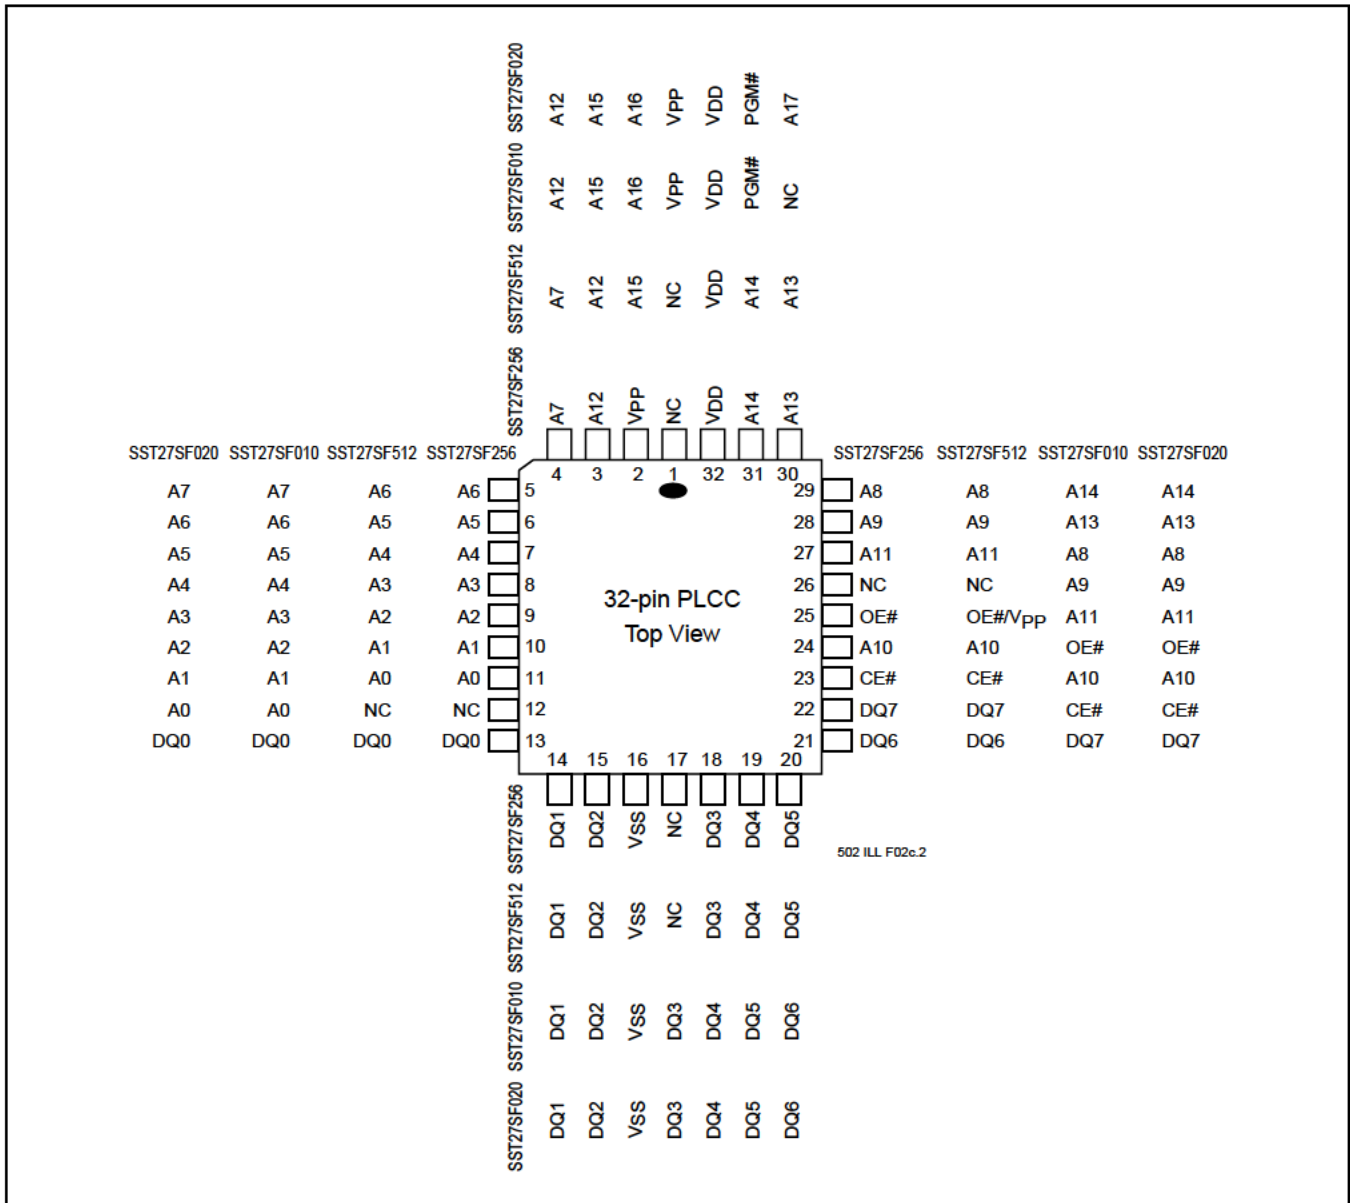 SST27SF020 A12 A15 A16 VPP VDD PGM# A17
SST27SF010 A12 A15 A16 VPP VDD PGM# NC
SST27SF512 A7 A12 A15 NC VDD A14 A13
SST27SF256 A7 A12 VPP NC VDD A14 A13
SST27SF020 SST27SF010 SST27SF512 SST27SF256 SST27SF256 SST27SF512 SST27SF010 SST27SF020
4 3 2 1 32 31 30
A7 A7 A6 A6 5 29 A8 A8 A14 A14
A6 A6 A5 A5 6 28 A9 A9 A13 A13
A5 A5 A4 A4 7 27 A11 A11 A8 A8
A4 A4 A3 A3 8 26 NC NC A9 A9
A3 A3 A2 A2 9 25 OE# OE#/VPP A11 A11
A2 A2 A1 A1 10 24 A10 A10 OE# OE#
A1 A1 A0 A0 11 23 CE# CE# A10 A10
A0 A0 NC NC 12 22 DQ7 DQ7 CE# CE#
DQ0 DQ0 DQ0 DQ0 13 21 DQ6 DQ6 DQ7 DQ7
32-pin PLCC
Top View
14 15 16 17 18 19 20
SST27SF256 DQ1 DQ2 VSS NC DQ3 DQ4 DQ5
502 ILL F02c.2
SST27SF512 DQ1 DQ2 VSS NC DQ3 DQ4 DQ5
SST27SF010 DQ1 DQ2 VSS DQ3 DQ4 DQ5 DQ6
SST27SF020 DQ1 DQ2 VSS DQ3 DQ4 DQ5 DQ6